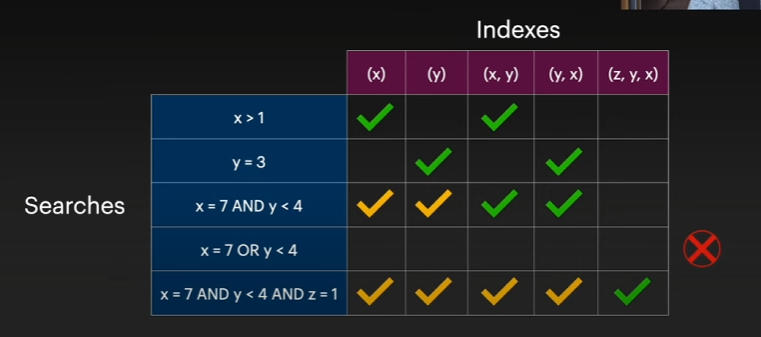 Indexes
(x) (y) (x, y) (y, x) (z, y, x)
x > 1
y = 3
Searches
x = 7 AND y < 4
x = 7 OR y < 4
x = 7 AND y < 4 AND z = 1